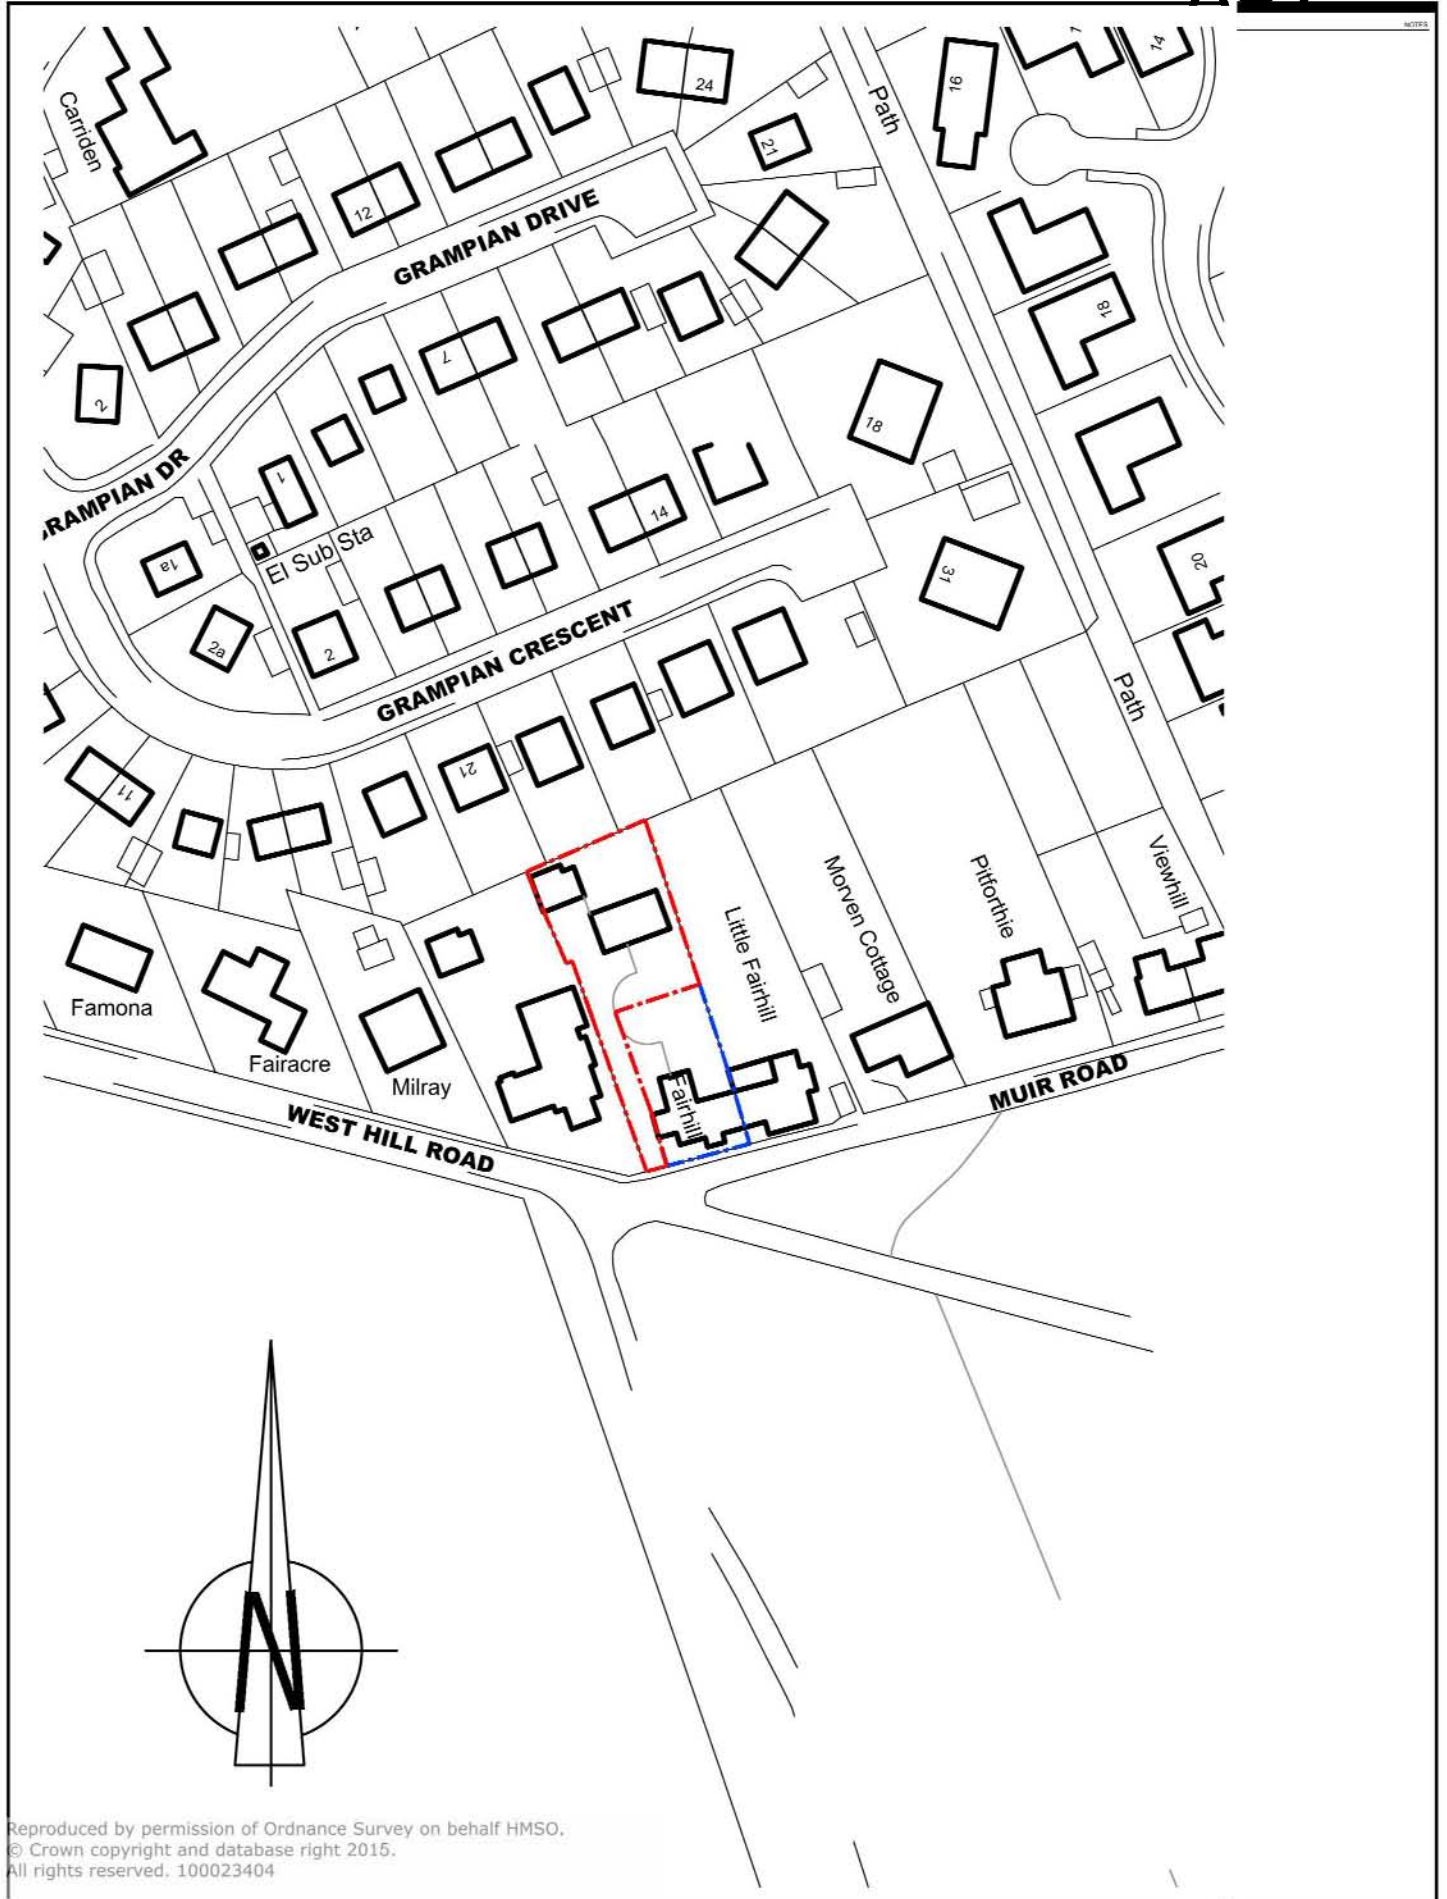 NOTES
Carriden
24
Path
16
14
21
12
GRAMPIAN DRIVE
18
2
7
18
GRAMPIAN DR
1
14
El Sub Sta
1a
31
20
2a
2
GRAMPIAN CRESCENT
Path
11
21
Little Fairhill
Morven Cottage
Pitforthie
Viewhill
Famona
Fairacre
Milray
Fairhill
MUIR ROAD
WEST HILL ROAD
N
Reproduced by permission of Ordnance Survey on behalf HMSO.
© Crown copyright and database right 2015.
All rights reserved. 100023404